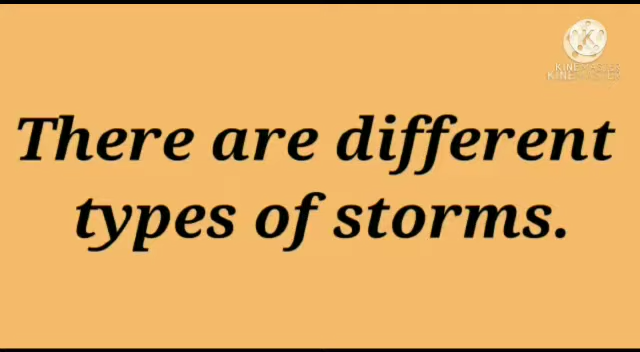 There are different
types of storms.